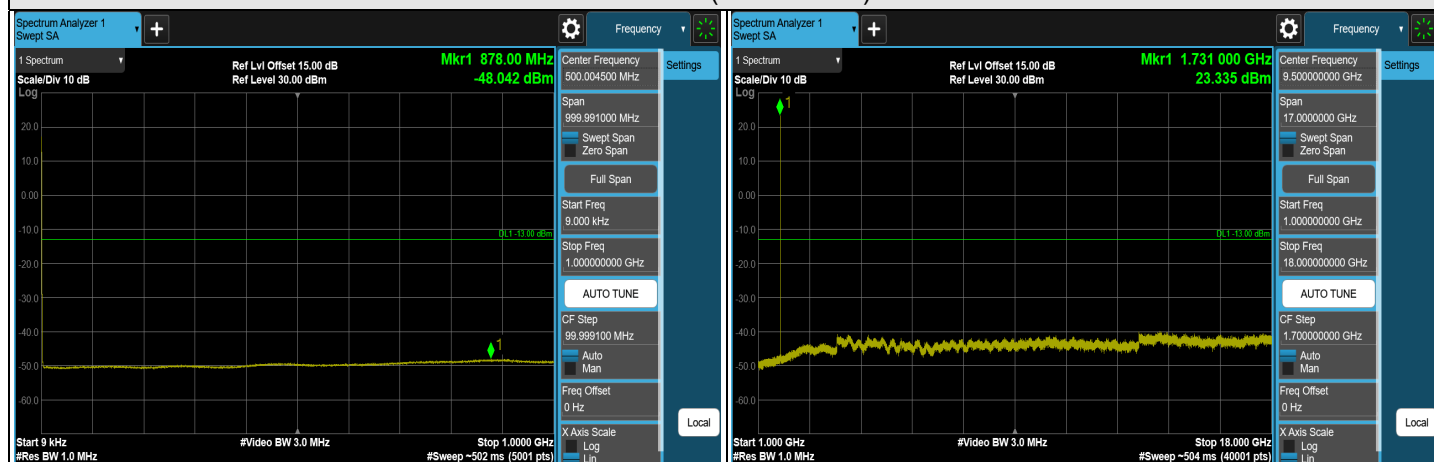 Spectrum Analyzer 1
Swept SA
Frequency
1 Spectrum
Scale/Div 10 dB
Log
Ref Lvl Offset 15.00 dB
Ref Level 30.00 dBm
Mkr1 878.00 MHz
-48.042 dBm
20.0
10.0
0.00
-10.0
-20.0
-30.0
-40.0
-50.0
-60.0
DL1 -13.00 dBm
1
Start 9 kHz
#Res BW 1.0 MHz
#Video BW 3.0 MHz
Stop 1.0000 GHz
#Sweep ~502 ms (5001 pts)
Center Frequency
500.004500 MHz
Span
999.991000 MHz
Swept Span
Zero Span
Full Span
Start Freq
9.000 kHz
Stop Freq
1.000000000 GHz
AUTO TUNE
CF Step
99.999100 MHz
Auto
Man
Freq Offset
0 Hz
X Axis Scale
Log
Lin
Settings
Local
Spectrum Analyzer 1
Swept SA
Frequency
1 Spectrum
Scale/Div 10 dB
Log
Ref Lvl Offset 15.00 dB
Ref Level 30.00 dBm
Mkr1 1.731 000 GHz
23.335 dBm
1
20.0
10.0
0.00
-10.0
-20.0
-30.0
-40.0
-50.0
-60.0
DL1 -13.00 dBm
Start 1.000 GHz
#Res BW 1.0 MHz
#Video BW 3.0 MHz
Stop 18.000 GHz
#Sweep ~504 ms (40001 pts)
Center Frequency
9.500000000 GHz
Span
17.0000000 GHz
Swept Span
Zero Span
Full Span
Start Freq
1.000000000 GHz
Stop Freq
18.000000000 GHz
AUTO TUNE
CF Step
1.700000000 GHz
Auto
Man
Freq Offset
0 Hz
X Axis Scale
Log
Lin
Settings
Local